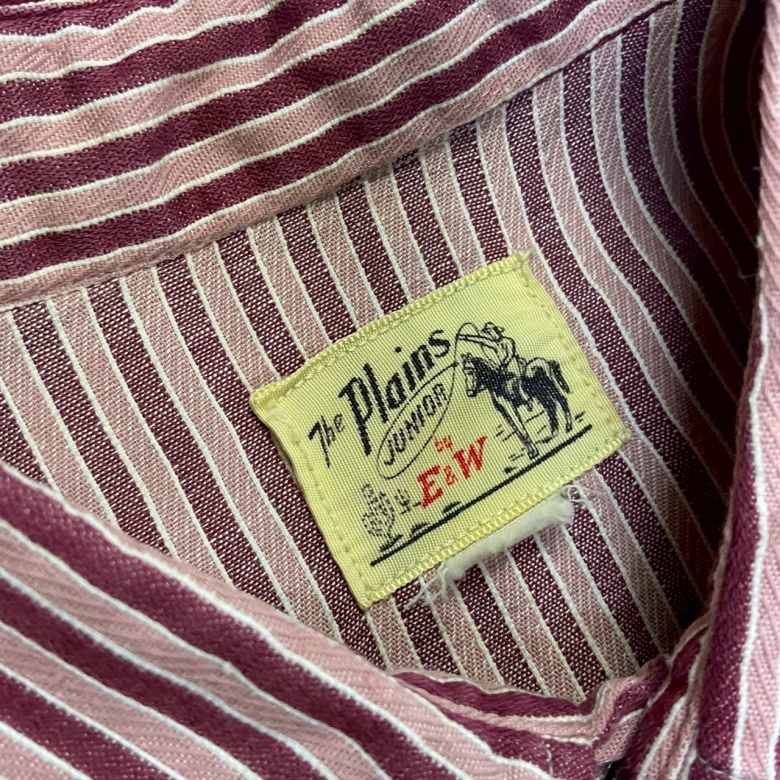 The Plains
JUNIOR
by
E&W